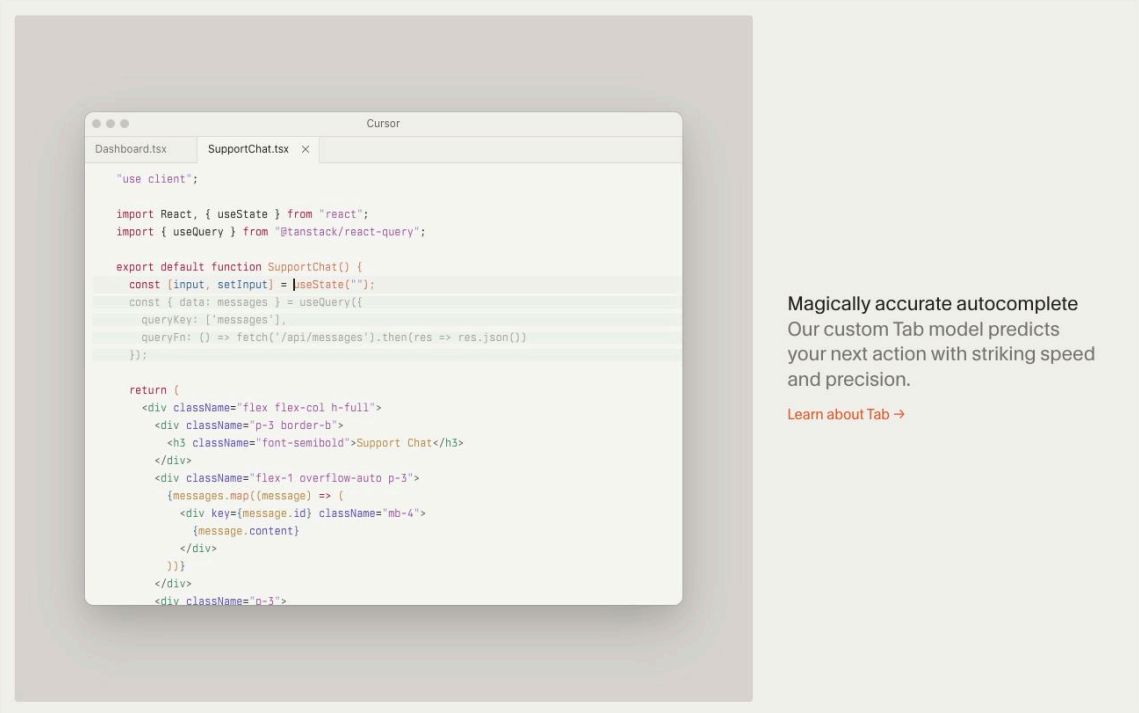 Cursor
Dashboard.tsx
SupportChat.tsx
"use client";
import React, { useState } from "react";
import { useQuery } from "@tanstack/react-query";
export default function SupportChat() {
const [input, setInput] = useState("");
const { data: messages } = useQuery({
queryKey: ['messages'],
queryFn: () => fetch('/api/messages').then(res => res.json())
});
return (
<div className="flex flex-col h-full">
<div className="p-3 border-b">
<h3 className="font-semibold">Support Chat</h3>
</div>
<div className="flex-1 overflow-auto p-3">
{messages.map((message) => (
<div key={message.id} className="mb-4">
{message.content}
</div>
))}
</div>
<div className="p-3">
Magically accurate autocomplete
Our custom Tab model predicts
your next action with striking speed
and precision.
Learn about Tab →